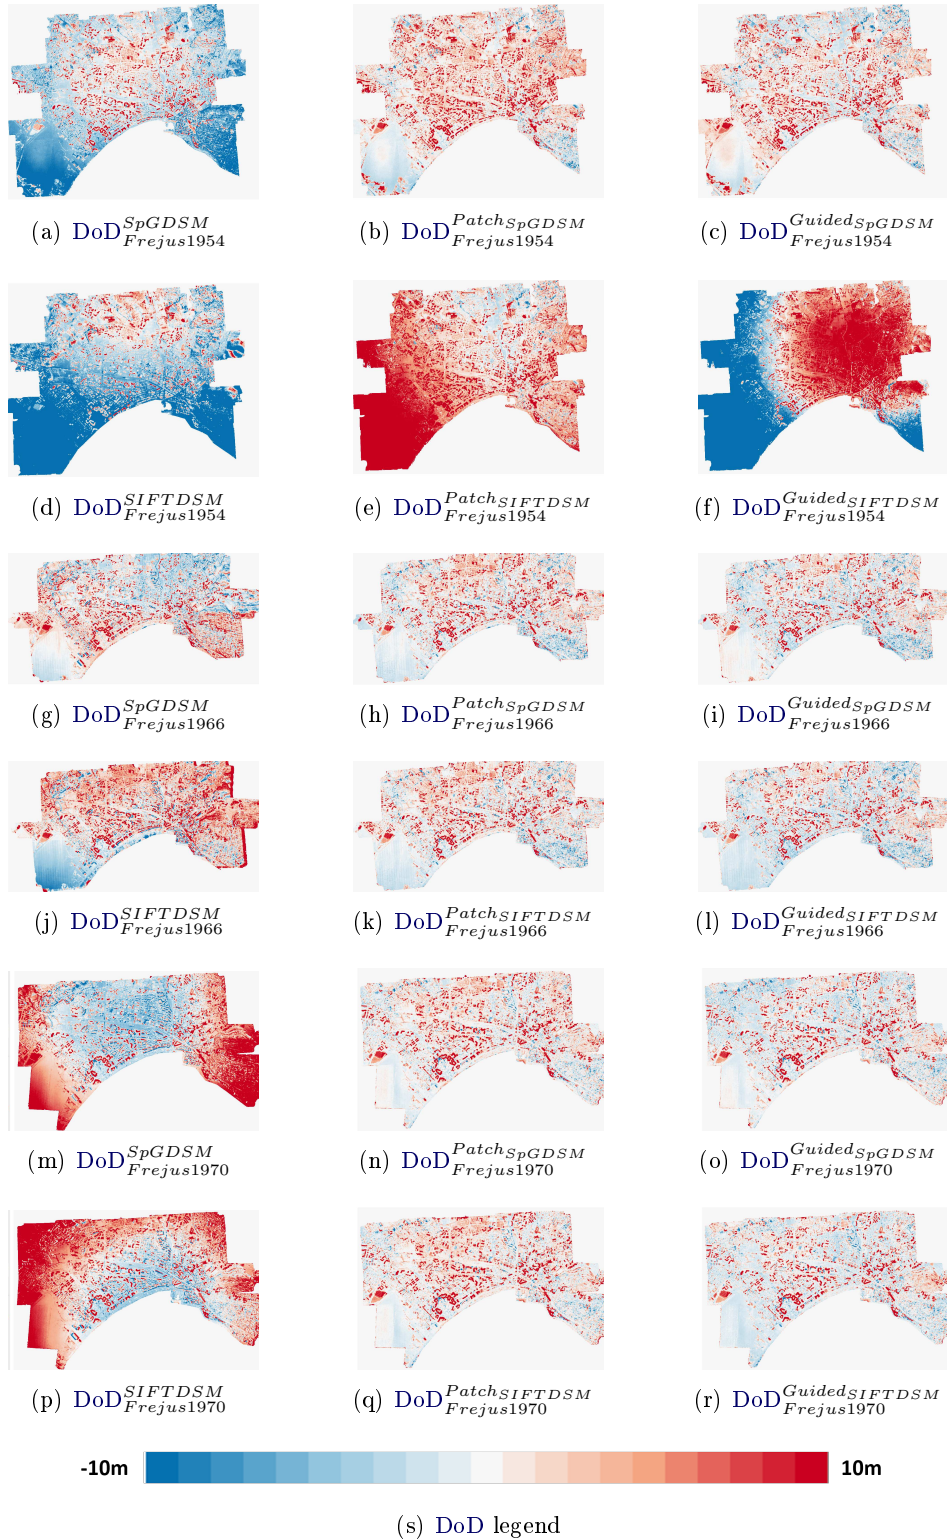 (a) DoD^{SpGDSM}_{Frejus1954} (b) DoD^{Patch_{SpGDSM}}_{Frejus1954} (c) DoD^{Guided_{SpGDSM}}_{Frejus1954}
(d) DoD^{SIFTDSM}_{Frejus1954} (e) DoD^{Patch_{SIFTDSM}}_{Frejus1954} (f) DoD^{Guided_{SIFTDSM}}_{Frejus1954}
(g) DoD^{SpGDSM}_{Frejus1966} (h) DoD^{Patch_{SpGDSM}}_{Frejus1966} (i) DoD^{Guided_{SpGDSM}}_{Frejus1966}
(j) DoD^{SIFTDSM}_{Frejus1966} (k) DoD^{Patch_{SIFTDSM}}_{Frejus1966} (l) DoD^{Guided_{SIFTDSM}}_{Frejus1966}
(m) DoD^{SpGDSM}_{Frejus1970} (n) DoD^{Patch_{SpGDSM}}_{Frejus1970} (o) DoD^{Guided_{SpGDSM}}_{Frejus1970}
(p) DoD^{SIFTDSM}_{Frejus1970} (q) DoD^{Patch_{SIFTDSM}}_{Frejus1970} (r) DoD^{Guided_{SIFTDSM}}_{Frejus1970}
-10m 10m
(s) DoD legend